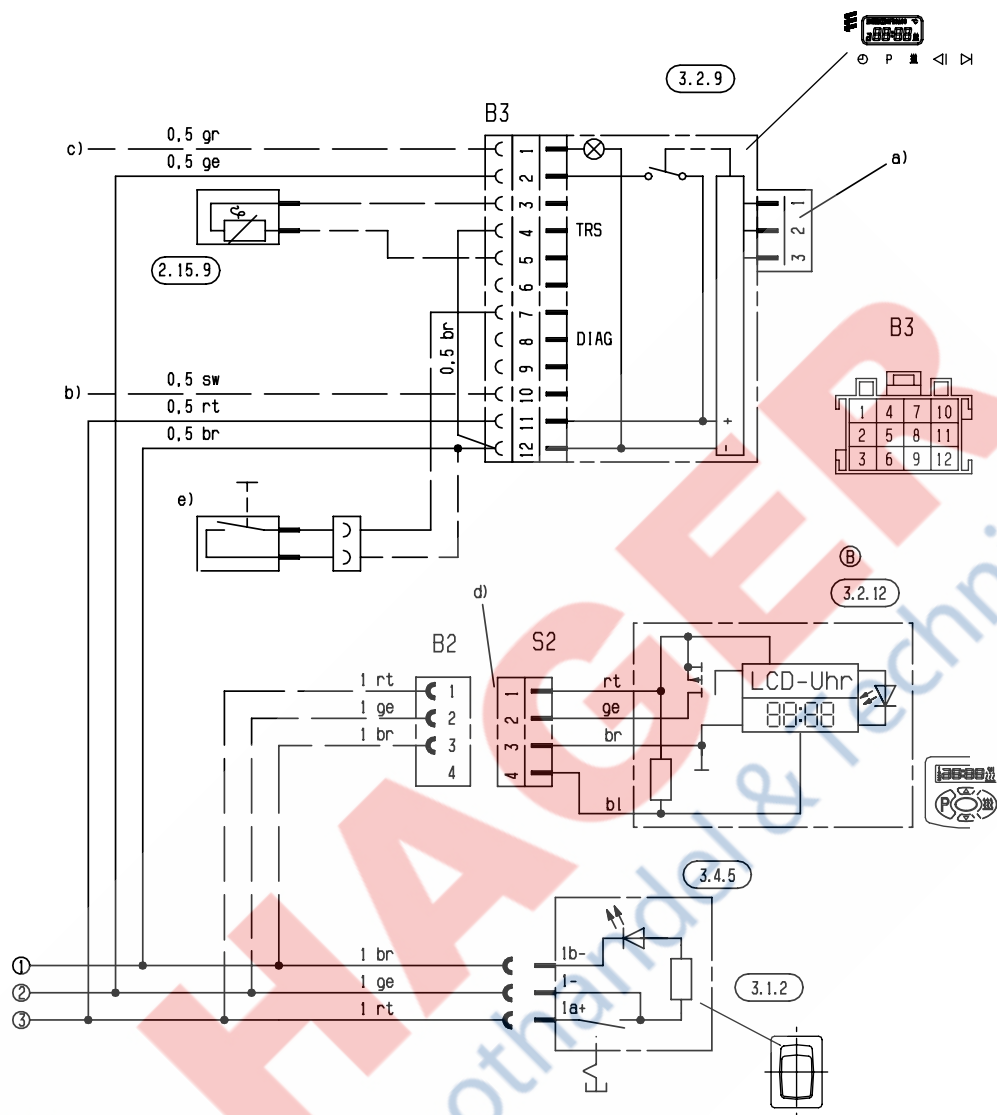 3.2.9
P
B3
c)
0,5 gr
0,5 ge
a)
1
2
3
4
5
6
7
8
9
10
11
12
TRS
DIAG
1
2
3
2.15.9
0,5 br
b)
0,5 sw
0,5 rt
0,5 br
+
-
B3
1 4 7 10
2 5 8 11
3 6 9 12
e)
B
3.2.12
d)
B2
S2
1 rt
1 ge
1 br
1
2
3
4
1
2
3
4
rt
ge
br
bl
LCD-Uhr
P
3.4.5
1
2
3
1 br
1 ge
1 rt
1b-
1-
1a+
3.1.2
HAGER
othandel & Techni